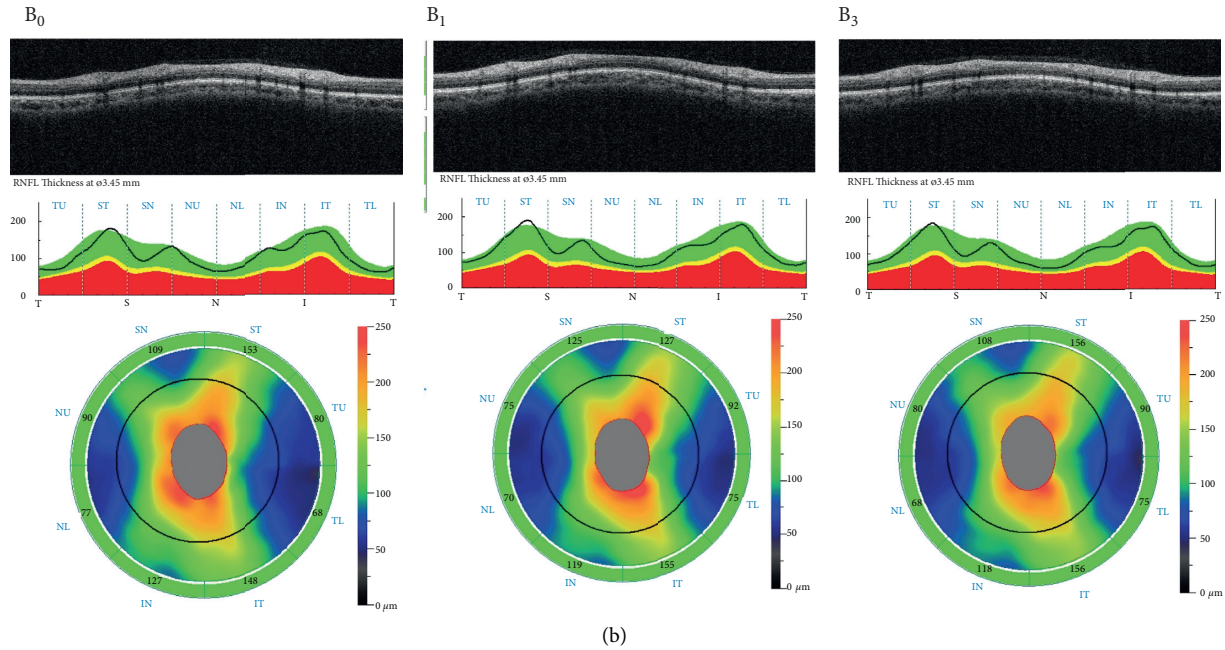 B0
B1
B3
RNFL Thickness at ø3.45 mm
TU ST SN NU NL IN IT TL
200
100
0
T S N I T
SN ST
109 153
NU TU
90 80
NL TL
77 68
127 148
IN IT
250
200
150
100
50
0 µm
RNFL Thickness at ø3.45 mm
TU ST SN NU NL IN IT TL
200
100
0
T S N I T
SN ST
125 127
NU TU
75 92
NL TL
70 75
119 155
IN IT
250
200
150
100
50
0 µm
RNFL Thickness at ø3.45 mm
TU ST SN NU NL IN IT TL
200
100
0
T S N I T
SN ST
108 156
NU TU
80 90
NL TL
68 75
118 156
IN IT
250
200
150
100
50
0 µm
(b)